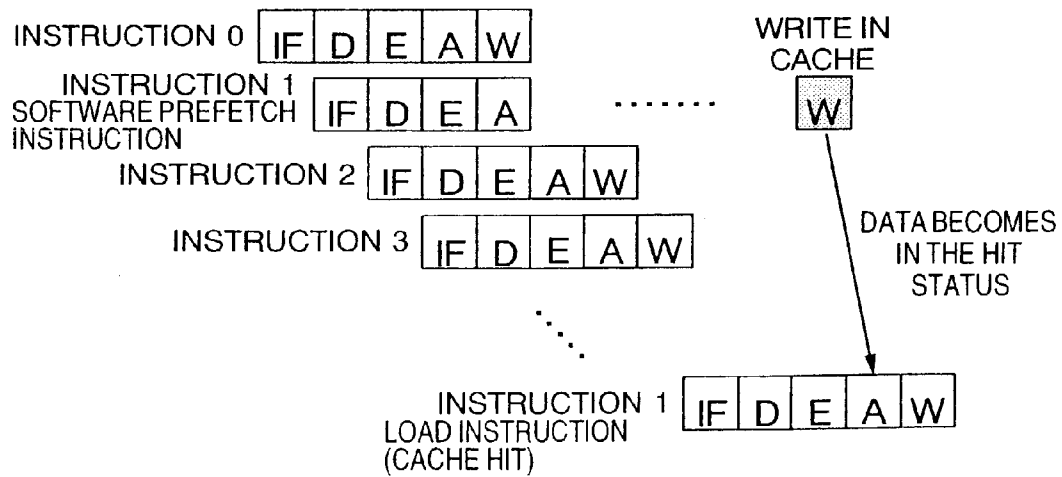 INSTRUCTION 0 IF D E A W
WRITE IN
CACHE
W
INSTRUCTION 1 IF D E A .......
SOFTWARE PREFETCH
INSTRUCTION
INSTRUCTION 2 IF D E A W
INSTRUCTION 3 IF D E A W
DATA BECOMES
IN THE HIT
STATUS
INSTRUCTION 1 IF D E A W
LOAD INSTRUCTION
(CACHE HIT)